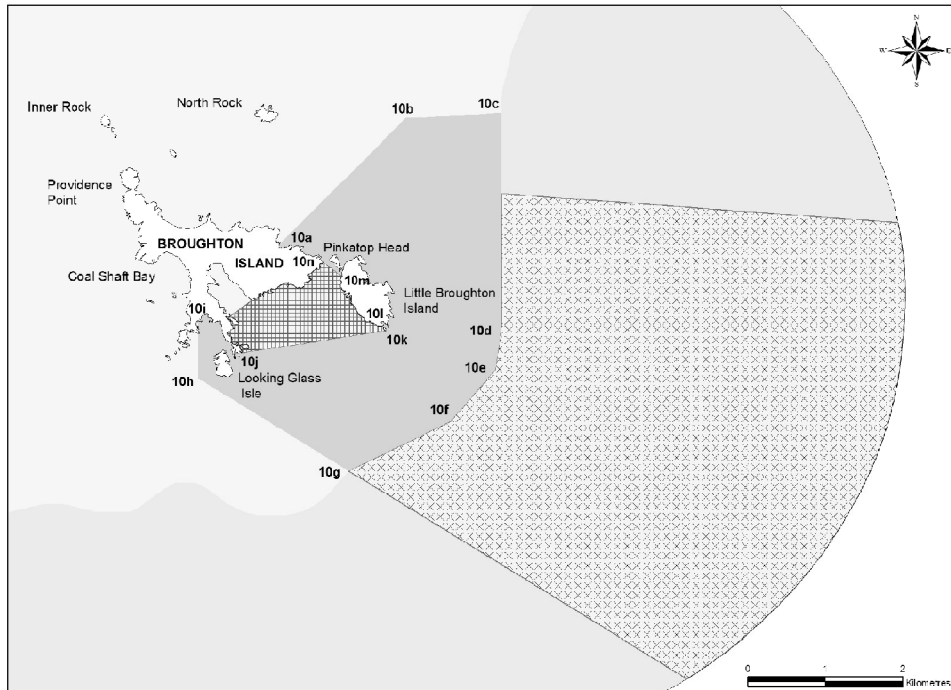 N
W
E
S
10c
10b
North Rock
Inner Rock
Providence
Point
10a
BROUGHTON
ISLAND
10n
Pinkatop Head
Coal Shaft Bay
10m
Little Broughton
Island
10i
10l
10d
10k
10j
10e
Looking Glass
Isle
10h
10f
10g
0
1
2
Kilometres